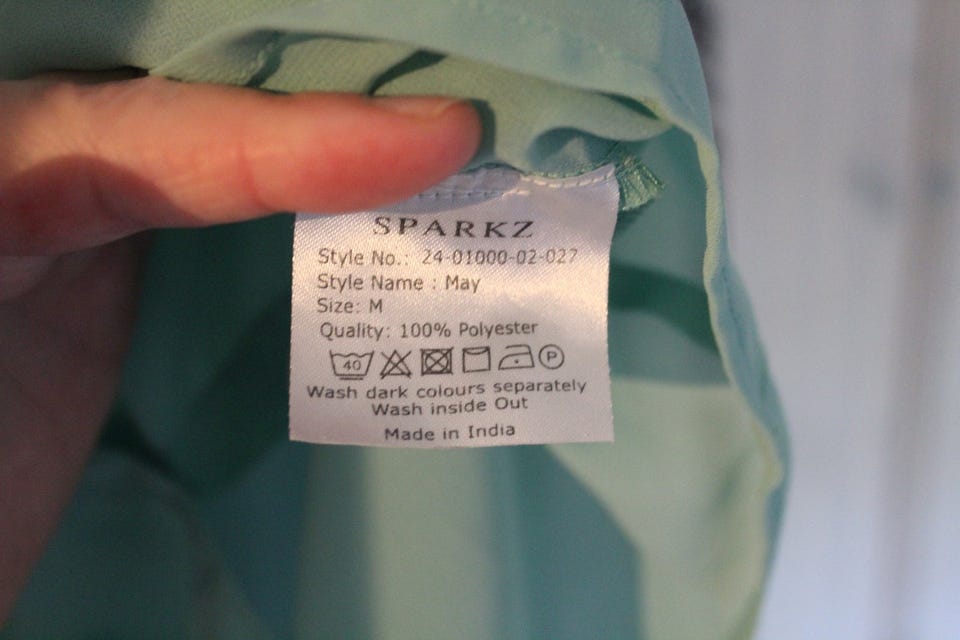 SPARKZ
Style No.: 24-01000-02-027
Style Name : May
Size: M
Quality: 100% Polyester
40 P
Wash dark colours separately
Wash inside Out
Made in India